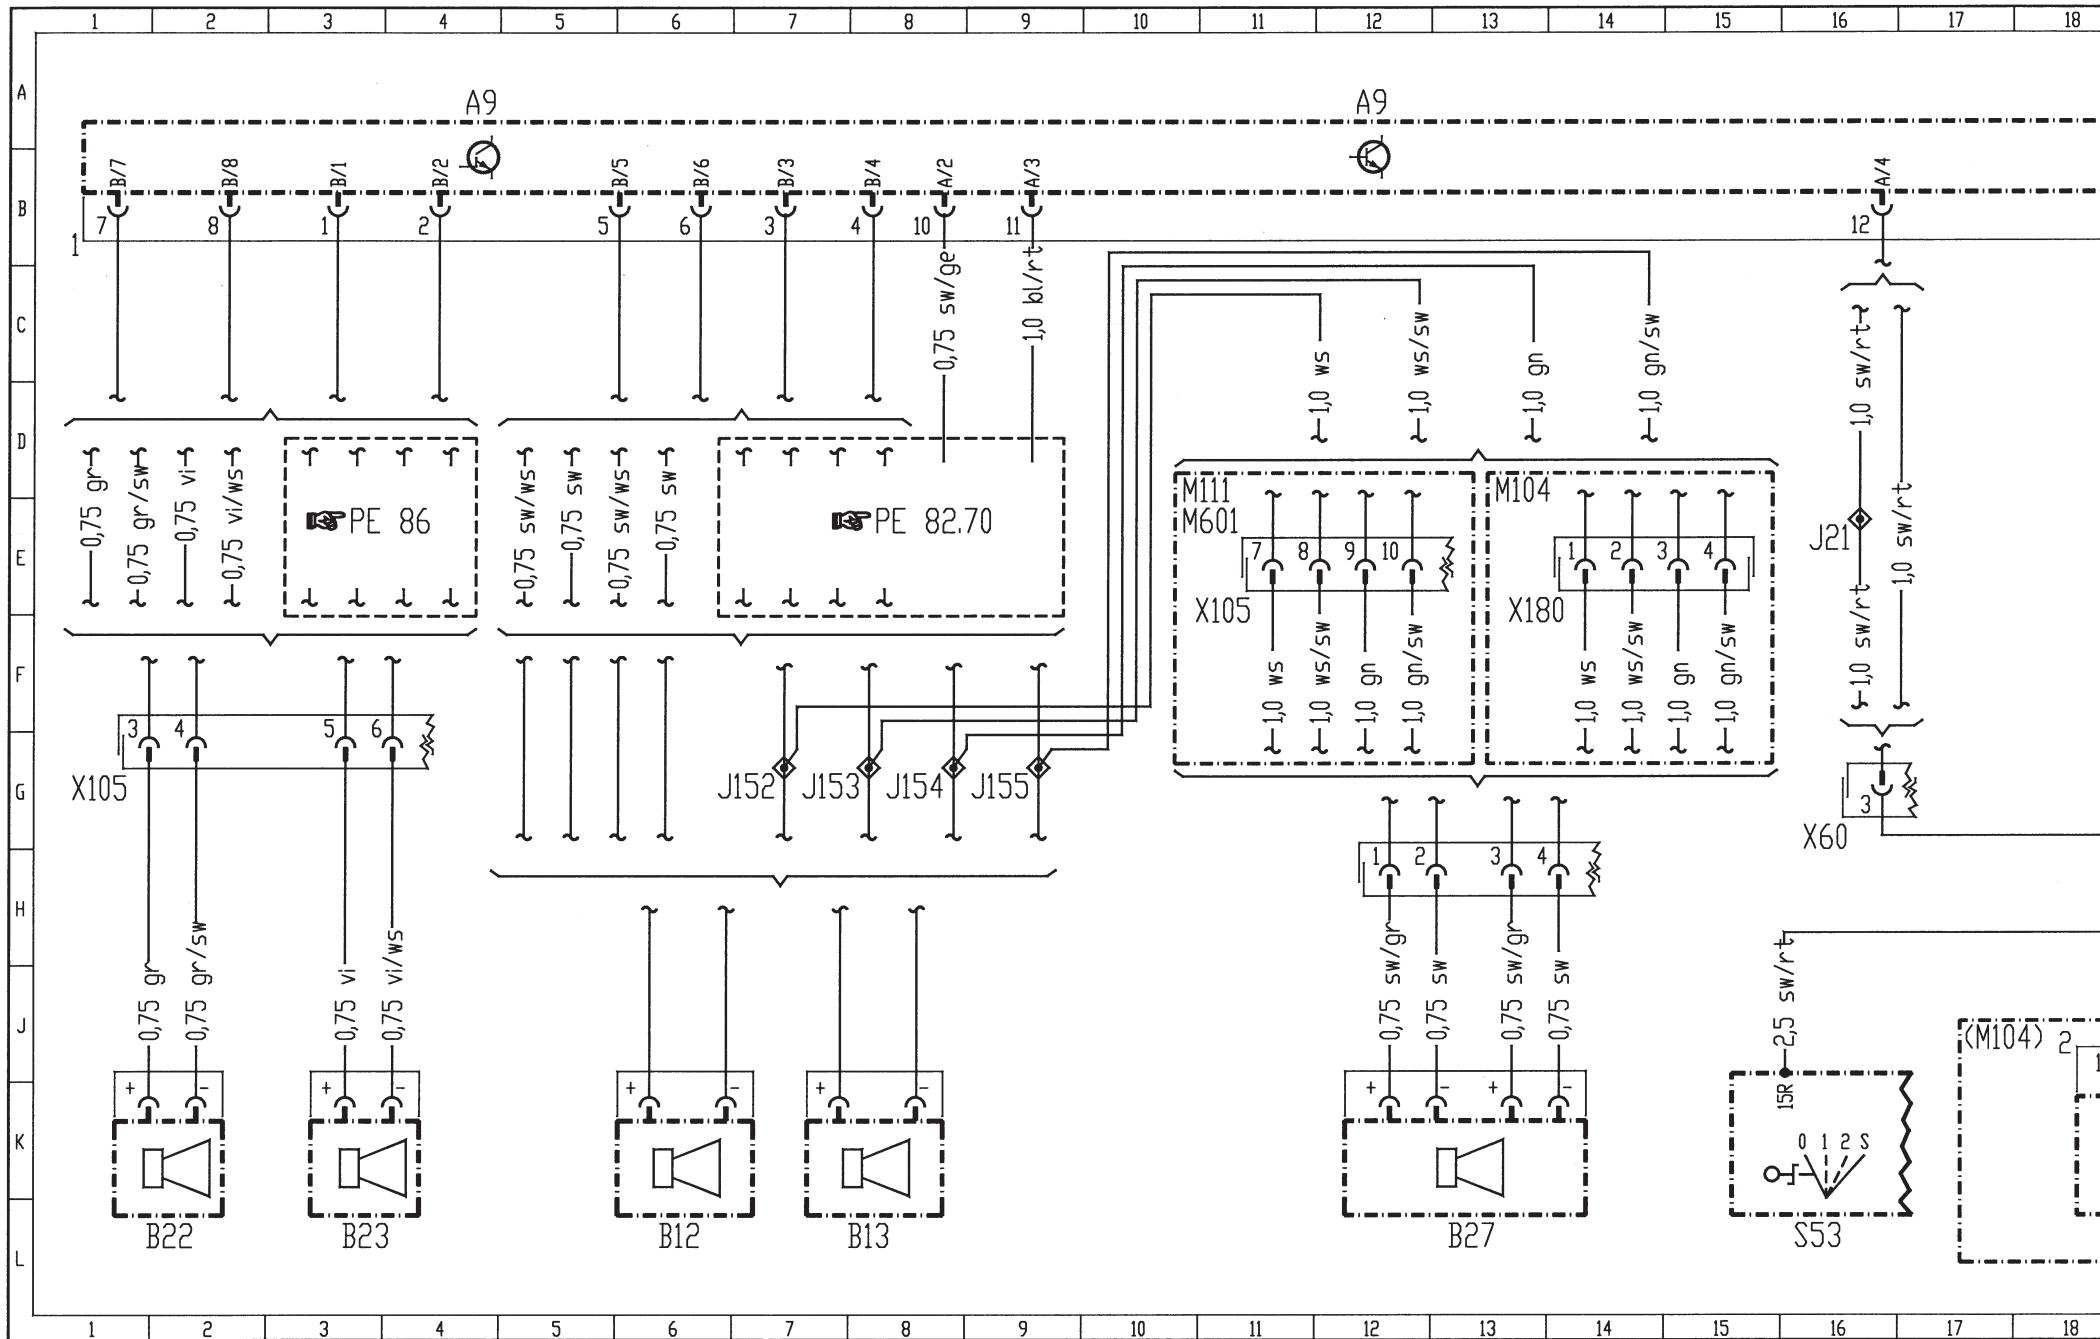 1 2 3 4 5 6 7 8 9 10 11 12 13 14 15 16 17 18
A
A9 A9
B/7 B/8 B/1 B/2 B/5 B/6 B/3 B/4 A/2 A/3 A/4
B
7 8 1 2 5 6 3 4 10 11 12
1
0,75 sw/ge 1,0 bl/rt
C
1,0 ws 1,0 ws/sw 1,0 gn 1,0 gn/sw 1,0 sw/rt
D
0,75 gr 0,75 gr/sw 0,75 vi 0,75 vi/ws
PE 86
0,75 sw/ws 0,75 sw 0,75 sw/ws 0,75 sw
PE 82.70
M111 M104
M601
1,0 sw/rt
J21
E
7 8 9 10 1 2 3 4
X105 X180
1,0 sw/rt
F
1,0 ws 1,0 ws/sw 1,0 gn 1,0 gn/sw 1,0 ws 1,0 ws/sw 1,0 gn 1,0 gn/sw
3 4 5 6
G
X105
J152 J153 J154 J155
3
X60
1 2 3 4
H
0,75 gr 0,75 gr/sw 0,75 vi 0,75 vi/ws
0,75 sw/gr 0,75 sw 0,75 sw/gr 0,75 sw
2,5 sw/rt
J
(M104) 2
1
+ - + - + - + - + - + -
15R
K
0 1 2 S
B22 B23 B12 B13 B27 S53
L
1 2 3 4 5 6 7 8 9 10 11 12 13 14 15 16 17 18